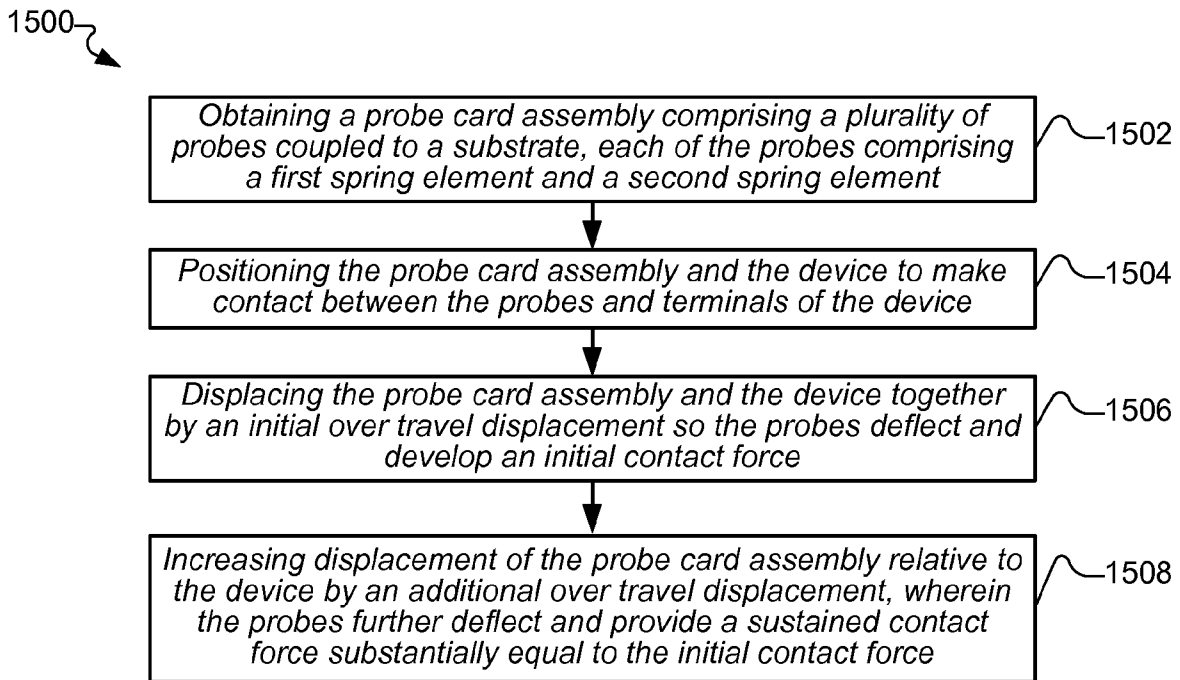 1500
Obtaining a probe card assembly comprising a plurality of
probes coupled to a substrate, each of the probes comprising
a first spring element and a second spring element
1502
Positioning the probe card assembly and the device to make
contact between the probes and terminals of the device
1504
Displacing the probe card assembly and the device together
by an initial over travel displacement so the probes deflect and
develop an initial contact force
1506
Increasing displacement of the probe card assembly relative to
the device by an additional over travel displacement, wherein
the probes further deflect and provide a sustained contact
force substantially equal to the initial contact force
1508